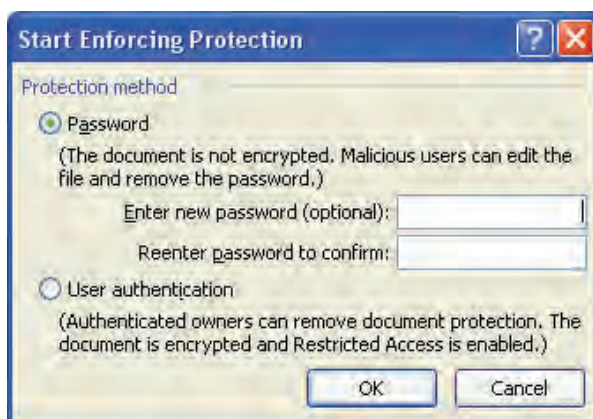 Start Enforcing Protection
Protection method
Password
(The document is not encrypted. Malicious users can edit the
file and remove the password.)
Enter new password (optional):
Reenter password to confirm:
User authentication
(Authenticated owners can remove document protection. The
document is encrypted and Restricted Access is enabled.)
OK Cancel